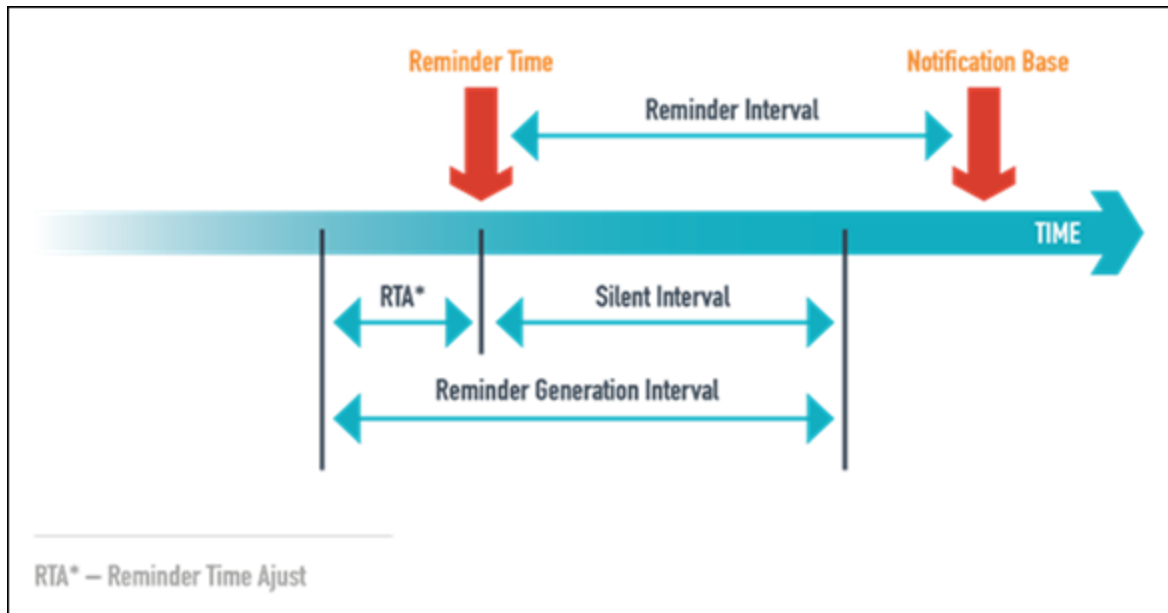 Reminder Time
Notification Base
Reminder Interval
TIME
RTA*
Silent Interval
Reminder Generation Interval
RTA* – Reminder Time Ajust